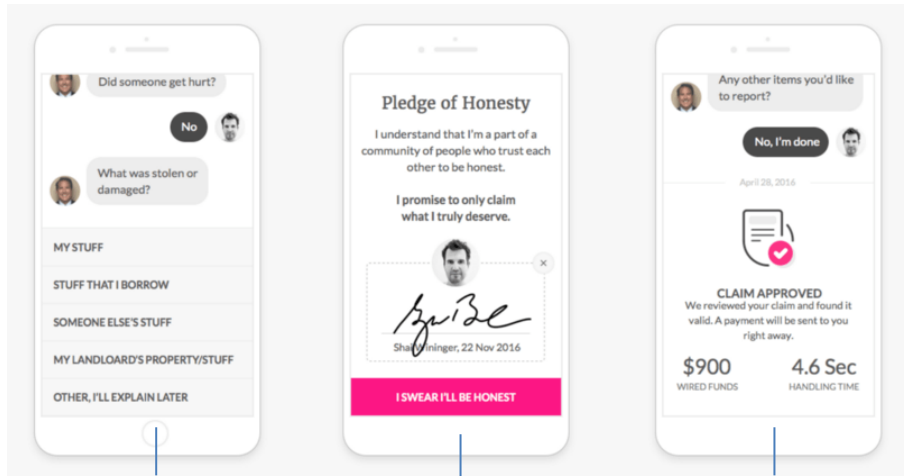 Did someone get hurt?
No
What was stolen or
damaged?
MY STUFF
STUFF THAT I BORROW
SOMEONE ELSE'S STUFF
MY LANDLOARD'S PROPERTY/STUFF
OTHER, I'LL EXPLAIN LATER
Pledge of Honesty
I understand that I'm a part of a
community of people who trust each
other to be honest.
I promise to only claim
what I truly deserve.
Shai Wininger, 22 Nov 2016
I SWEAR I'LL BE HONEST
Any other items you'd like
to report?
No, I'm done
April 28, 2016
CLAIM APPROVED
We reviewed your claim and found it
valid. A payment will be sent to you
right away.
$900
WIRED FUNDS
4.6 Sec
HANDLING TIME